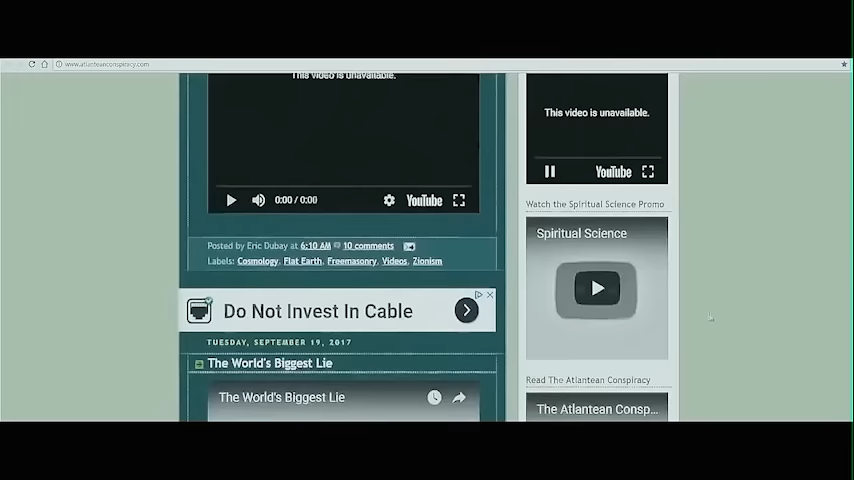 www.atlanteanconspiracy.com
This video is unavailable.
0:00 / 0:00
YouTube
Posted by Eric Dubay at 6:10 AM 10 comments
Labels: Cosmology, Flat Earth, Freemasonry, Videos, Zionism
Do Not Invest In Cable
TUESDAY, SEPTEMBER 19, 2017
The World's Biggest Lie
The World's Biggest Lie
This video is unavailable.
YouTube
Watch the Spiritual Science Promo
Spiritual Science
Read The Atlantean Conspiracy
The Atlantean Consp...